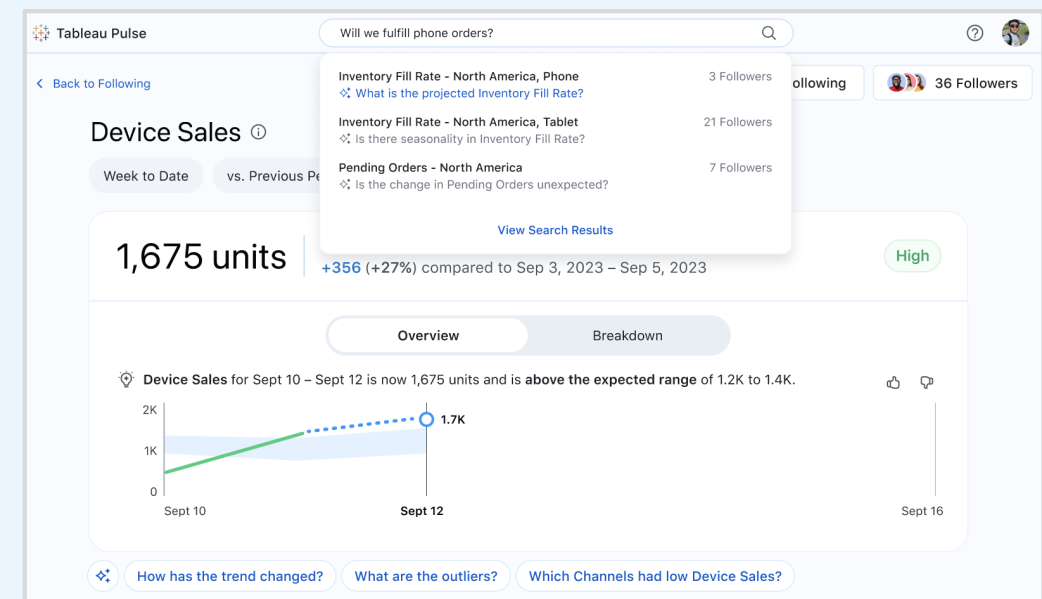 Tableau Pulse
Will we fulfill phone orders?
Back to Following
Inventory Fill Rate - North America, Phone 3 Followers
What is the projected Inventory Fill Rate?
Inventory Fill Rate - North America, Tablet 21 Followers
Is there seasonality in Inventory Fill Rate?
Pending Orders - North America 7 Followers
Is the change in Pending Orders unexpected?
View Search Results
36 Followers
Device Sales
Week to Date
vs. Previous
1,675 units
+356 (+27%) compared to Sep 3, 2023 – Sep 5, 2023
High
Overview Breakdown
Device Sales for Sept 10 – Sept 12 is now 1,675 units and is above the expected range of 1.2K to 1.4K.
2K
1.7K
1K
0
Sept 10 Sept 12 Sept 16
How has the trend changed? What are the outliers? Which Channels had low Device Sales?